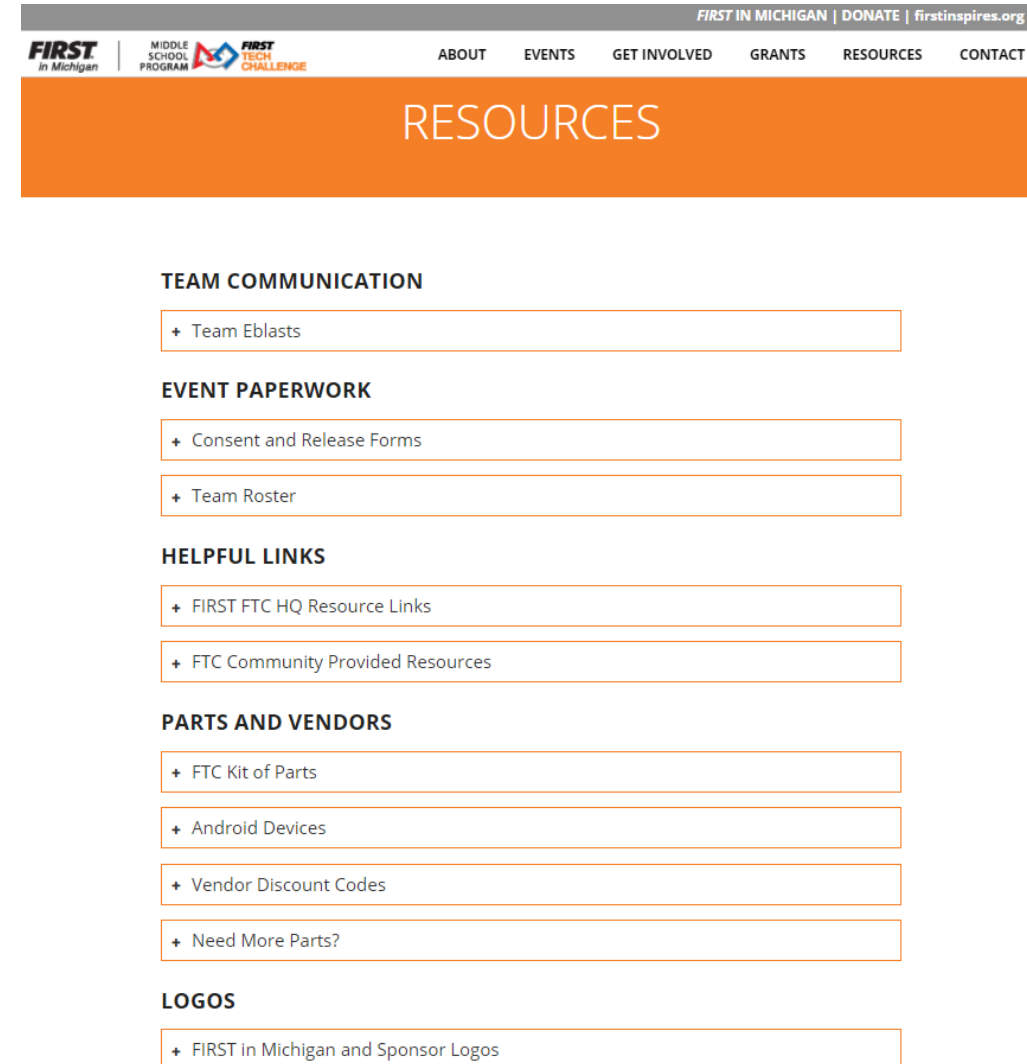 FIRST IN MICHIGAN | DONATE | firstinspires.org
FIRST in Michigan MIDDLE SCHOOL PROGRAM FIRST TECH CHALLENGE ABOUT EVENTS GET INVOLVED GRANTS RESOURCES CONTACT
RESOURCES
TEAM COMMUNICATION
+ Team Eblasts
EVENT PAPERWORK
+ Consent and Release Forms
+ Team Roster
HELPFUL LINKS
+ FIRST FTC HQ Resource Links
+ FTC Community Provided Resources
PARTS AND VENDORS
+ FTC Kit of Parts
+ Android Devices
+ Vendor Discount Codes
+ Need More Parts?
LOGOS
+ FIRST in Michigan and Sponsor Logos